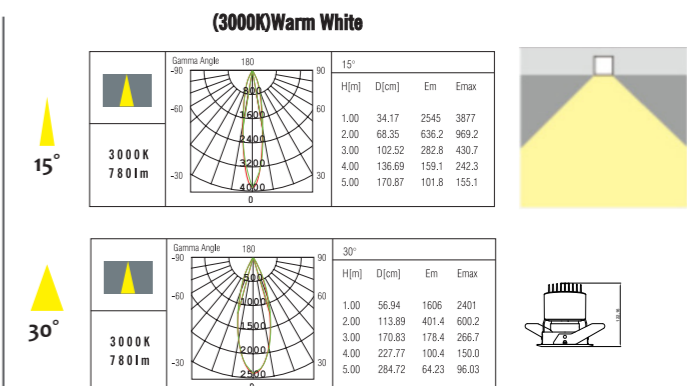 (3000K)Warm White
Gamma Angle 180
-90 90
800
-60 1600 60
2400
3200
-30 4000 30
0
15°
3000K
780lm
15°
H[m] D[cm] Em Emax
1.00 34.17 2545 3877
2.00 68.35 636.2 969.2
3.00 102.52 282.8 430.7
4.00 136.69 159.1 242.3
5.00 170.87 101.8 155.1
Gamma Angle 180
-90 90
500
-60 1000 60
1500
2000
-30 2500 30
0
30°
3000K
780lm
30°
H[m] D[cm] Em Emax
1.00 56.94 1606 2401
2.00 113.89 401.4 600.2
3.00 170.83 178.4 266.7
4.00 227.77 100.4 150.0
5.00 284.72 64.23 96.03